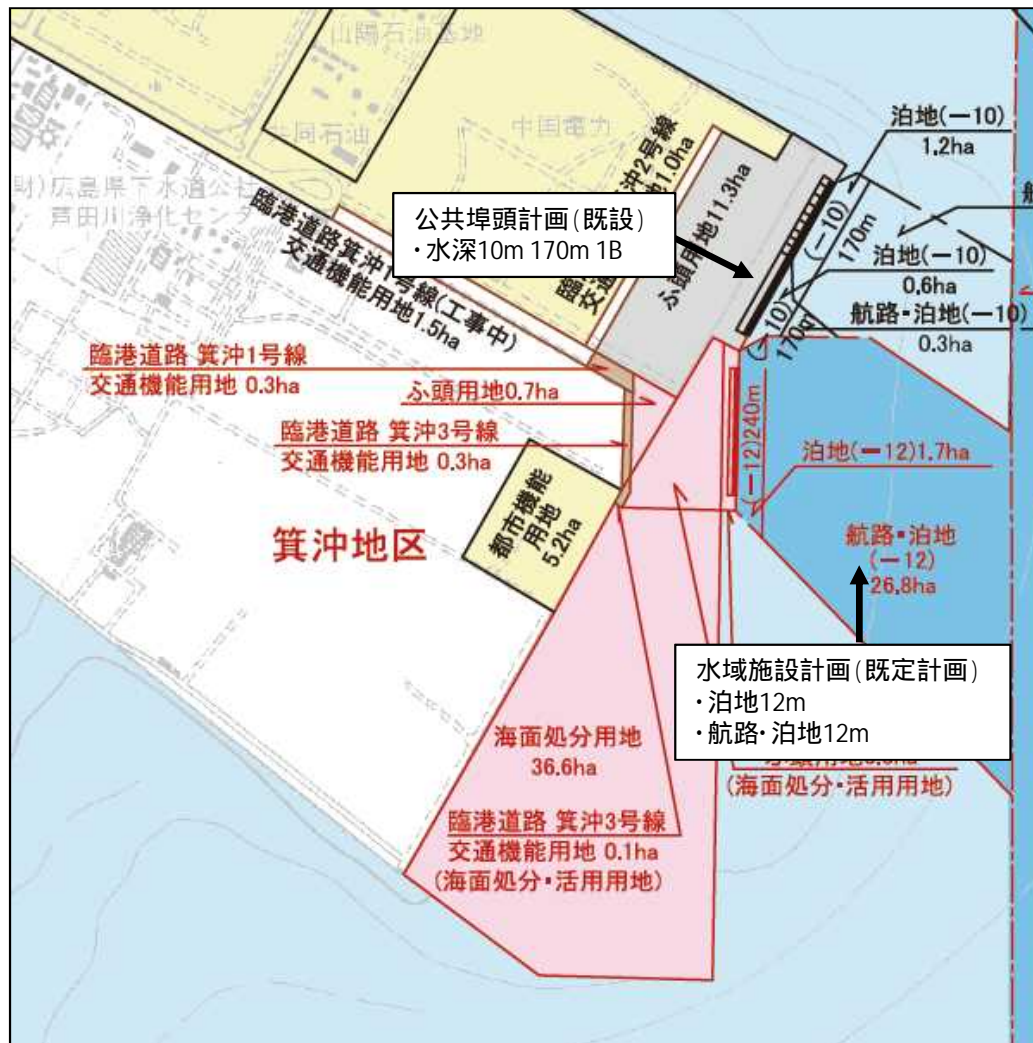 山陽石油基地
共同石油
中国電力
財)広島県下水道公社
芦田川浄化センタ
泊地(-10)
1.2ha
航
(-10)
170m
泊地(-10)
0.6ha
航路・泊地(-10)
0.3ha
(-10)
170m
公共埠頭計画(既設)
・水深10m 170m 1B
沖2号線
1.0ha
臨
交通
ふ頭用地11.3ha
臨港道路箕沖1号線(工事中)
交通機能用地1.5ha
臨港道路 箕沖1号線
交通機能用地 0.3ha
ふ頭用地0.7ha
臨港道路 箕沖3号線
交通機能用地 0.3ha
(-12)240m
泊地(-12)1.7ha
都市機能
用地
5.2ha
箕沖地区
航路・泊地
(-12)
26.8ha
水域施設計画(既定計画)
・泊地12m
・航路・泊地12m
(海面処分・活用用地)
海面処分用地
36.6ha
臨港道路 箕沖3号線
交通機能用地 0.1ha
(海面処分・活用用地)